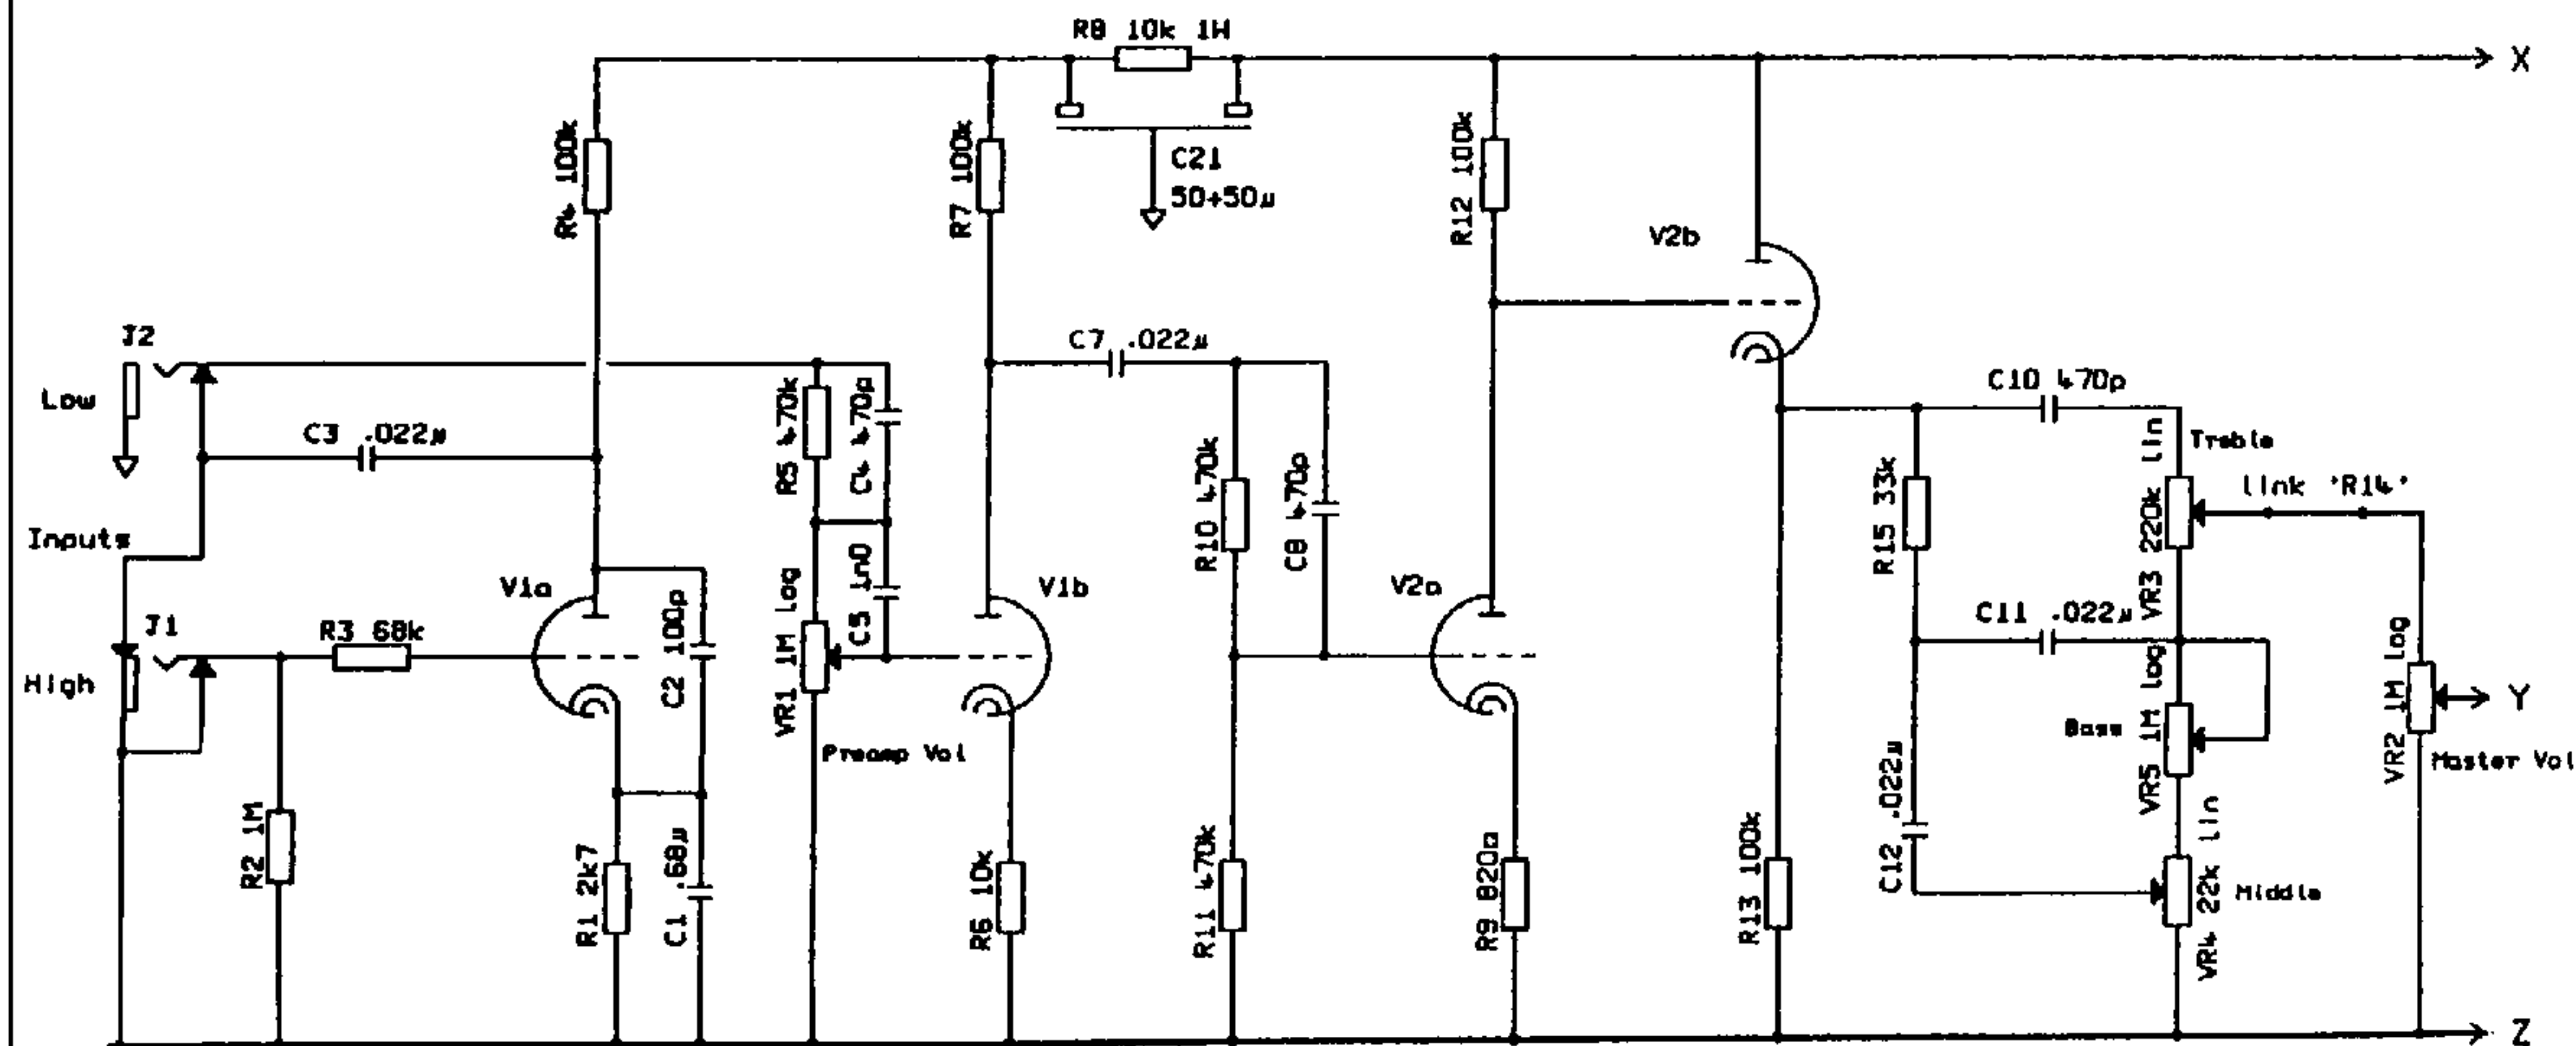 R8 10k 1W
X
R4 100k
R7 100k
C21
50+50µ
R12 100k
V2b
J2
Low
C3 .022µ
R5 470k
C4 470p
C7 .022µ
R10 470k
C8 470p
C10 470p
lin
Treble
link 'R14'
R15 33k
VR3 220k
Inputs
J1
High
R3 68k
V1a
C2 100p
VR1 1M log
C5 1n0
V1b
Preamp Vol
V2a
C11 .022µ
VR5 1M log
Bass
VR2 1M Log
Y
Master Vol
R2 1M
R1 2k7
C1 .68µ
R6 10k
R11 470k
R9 820Ω
R13 100k
C12 .022µ
VR4 22k lin
Middle
Z